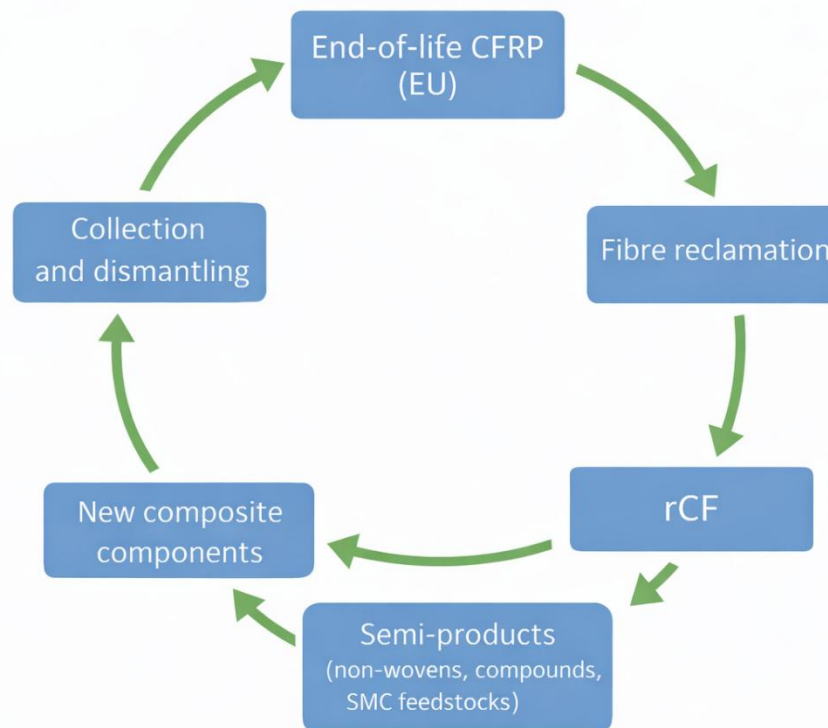 End-of-life CFRP
(EU)
Fibre reclamation
rCF
Semi-products
(non-wovens, compounds,
SMC feedstocks)
New composite
components
Collection
and dismantling